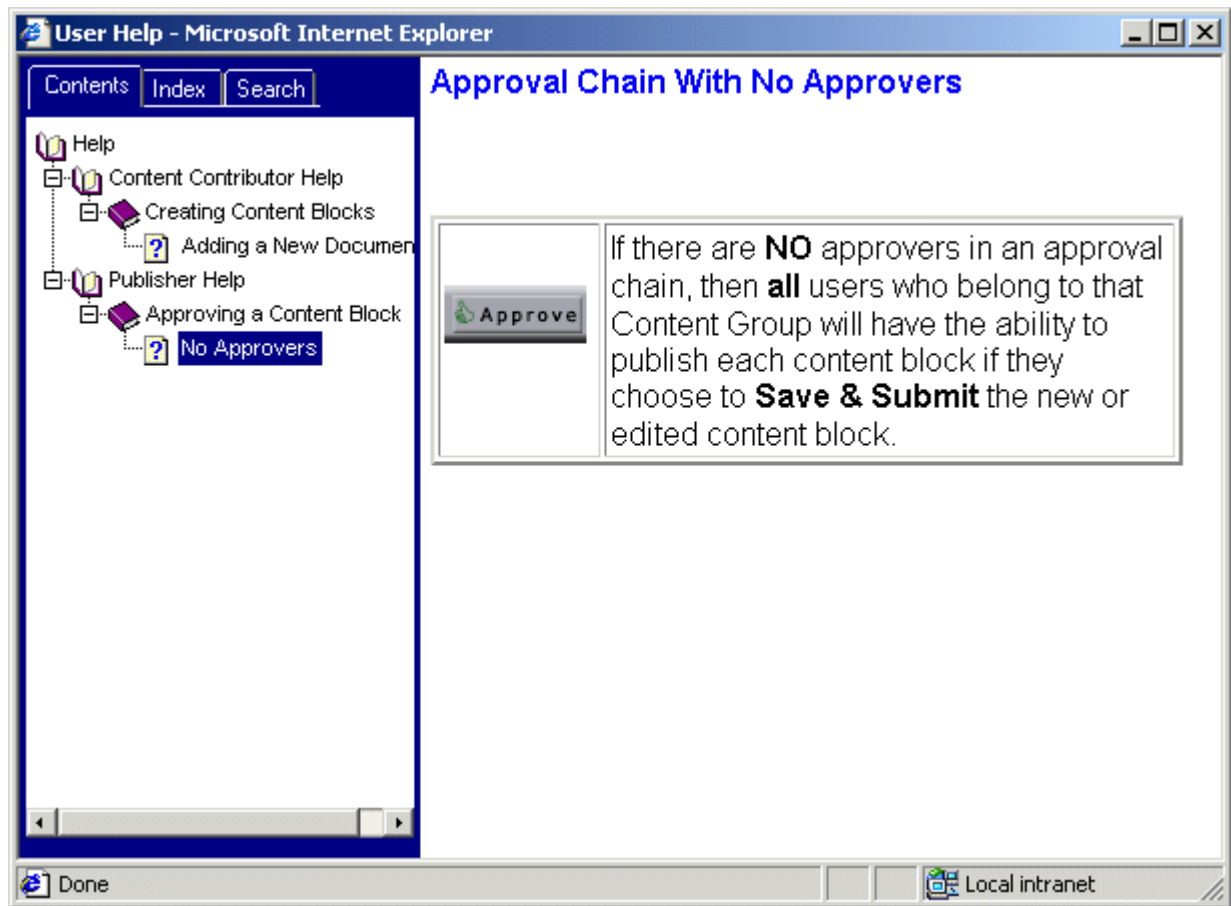 User Help - Microsoft Internet Explorer
Contents Index Search
Help
Content Contributor Help
Creating Content Blocks
Adding a New Documen
Publisher Help
Approving a Content Block
No Approvers
Approval Chain With No Approvers
Approve
If there are NO approvers in an approval
chain, then all users who belong to that
Content Group will have the ability to
publish each content block if they
choose to Save & Submit the new or
edited content block.
Done
Local intranet